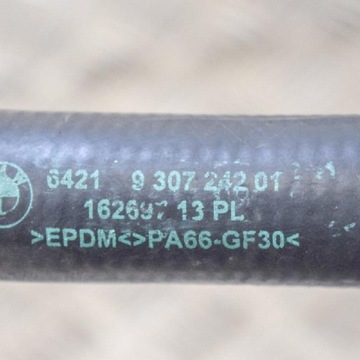 6421 9 307 242 01
162697 13 PL
>EPDM<>PA66-GF30<